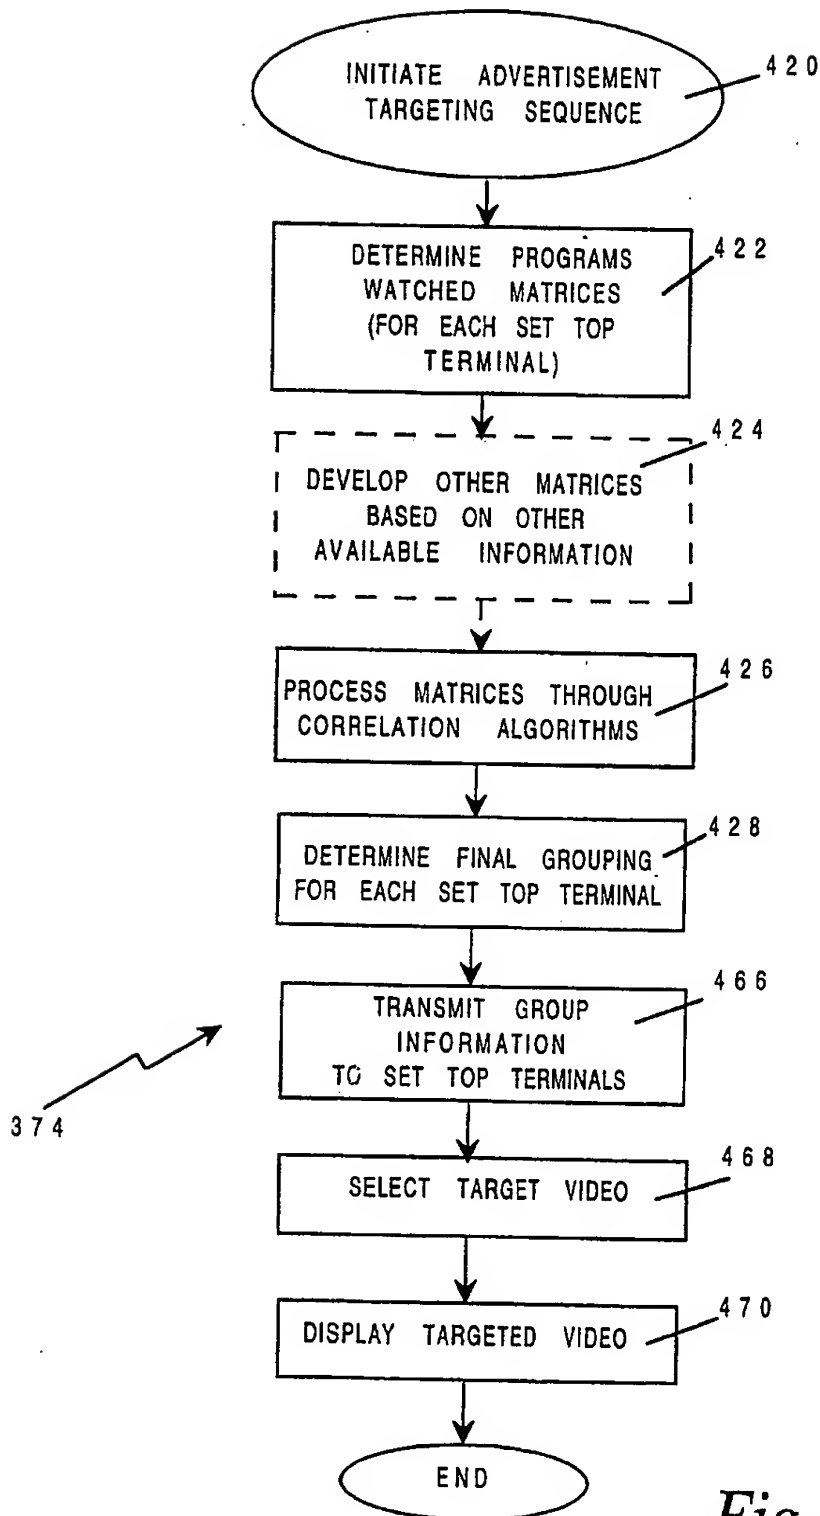 INITIATE ADVERTISEMENT
TARGETING SEQUENCE
420
DETERMINE PROGRAMS
WATCHED MATRICES
(FOR EACH SET TOP
TERMINAL)
422
DEVELOP OTHER MATRICES
BASED ON OTHER
AVAILABLE INFORMATION
424
PROCESS MATRICES THROUGH
CORRELATION ALGORITHMS
426
DETERMINE FINAL GROUPING
FOR EACH SET TOP TERMINAL
428
TRANSMIT GROUP
INFORMATION
TO SET TOP TERMINALS
466
374
SELECT TARGET VIDEO
468
DISPLAY TARGETED VIDEO
470
END
Fig